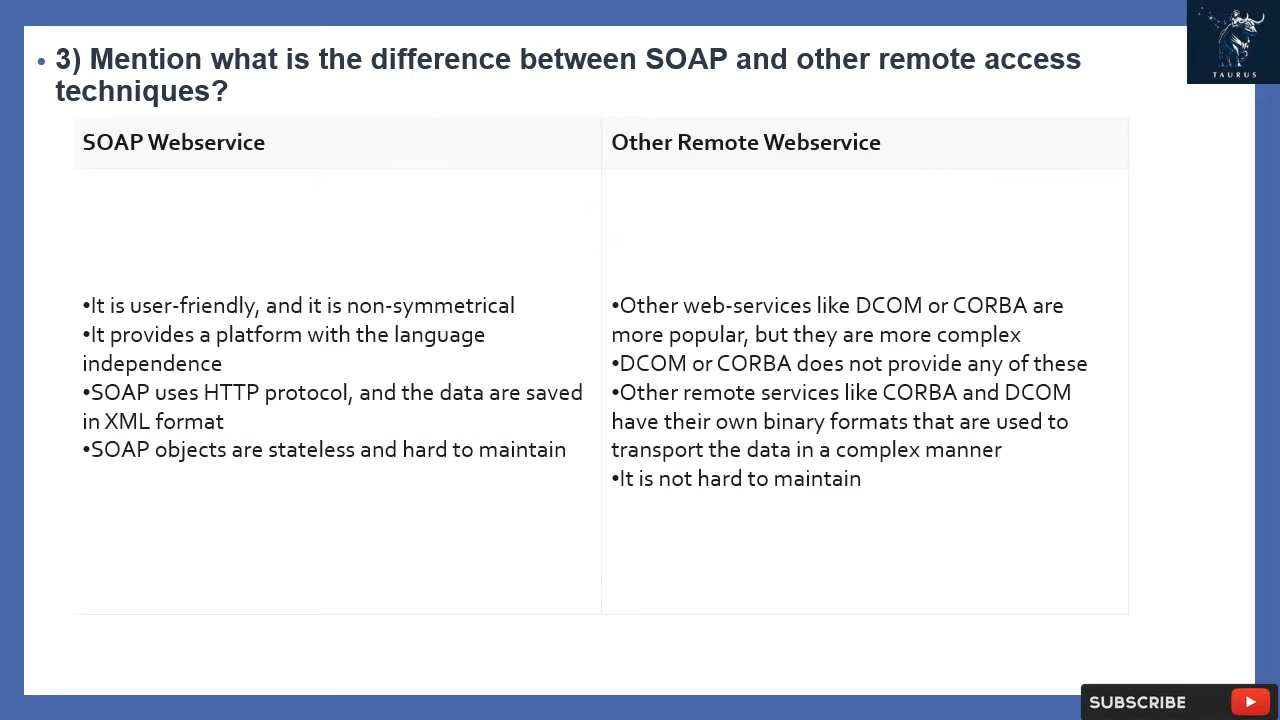 • 3) Mention what is the difference between SOAP and other remote access
techniques?
TAURUS
SOAP Webservice
Other Remote Webservice
•It is user-friendly, and it is non-symmetrical
•It provides a platform with the language
independence
•SOAP uses HTTP protocol, and the data are saved
in XML format
•SOAP objects are stateless and hard to maintain
•Other web-services like DCOM or CORBA are
more popular, but they are more complex
•DCOM or CORBA does not provide any of these
•Other remote services like CORBA and DCOM
have their own binary formats that are used to
transport the data in a complex manner
•It is not hard to maintain
SUBSCRIBE